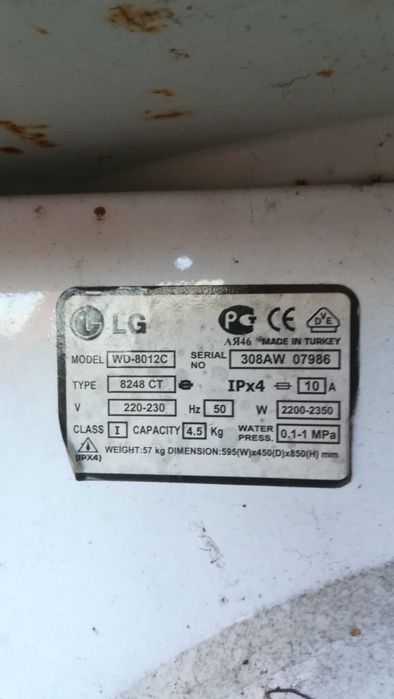 LG PG CE VDE
АЯ46 MADE IN TURKEY
MODEL WD-8012C SERIAL NO 308AW 07986
TYPE 8248 CT IPx4 10 A
V 220-230 Hz 50 W 2200-2350
CLASS I CAPACITY 4.5 Kg WATER PRESS. 0.1-1 MPa
(IPX4) WEIGHT:57 kg DIMENSION:595(W)x450(D)x850(H) mm